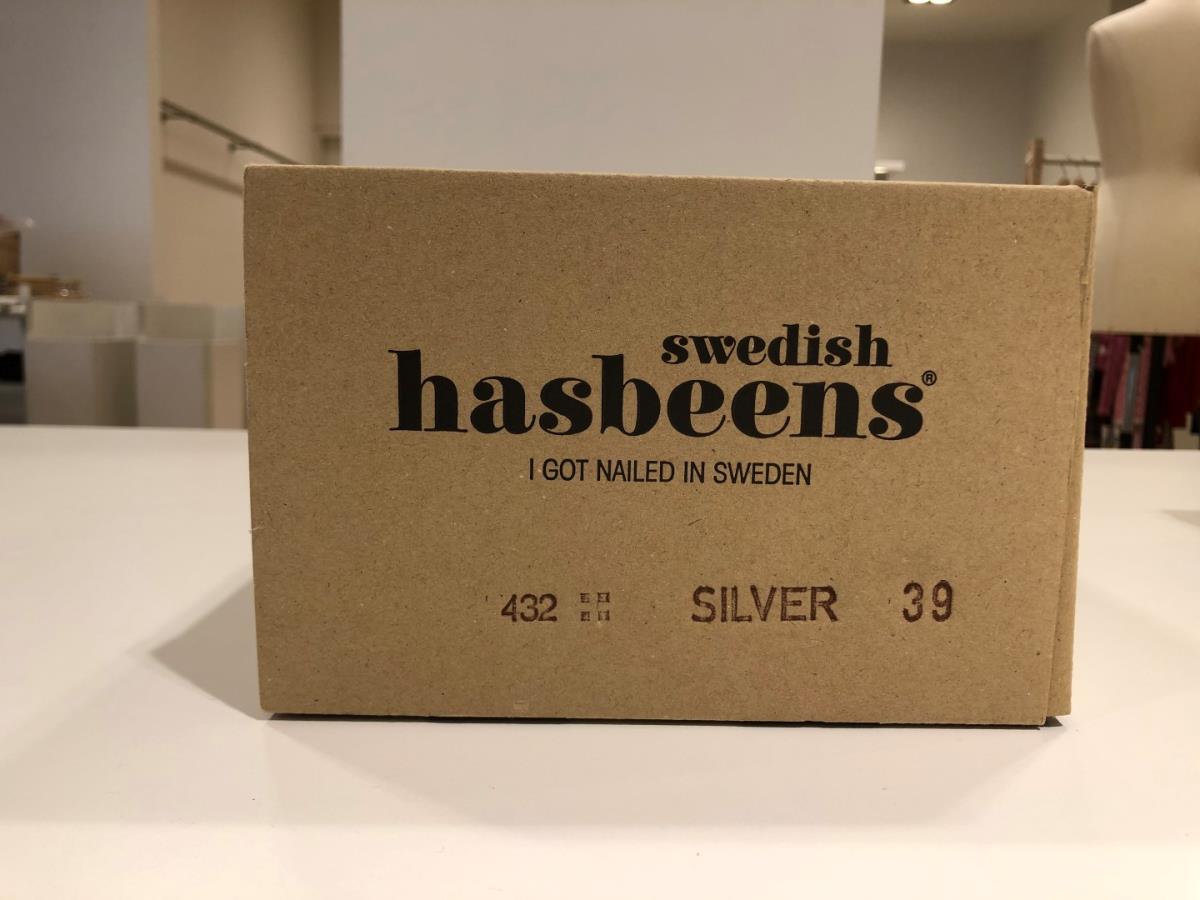 swedish
hasbeens®
I GOT NAILED IN SWEDEN
432 SILVER 39